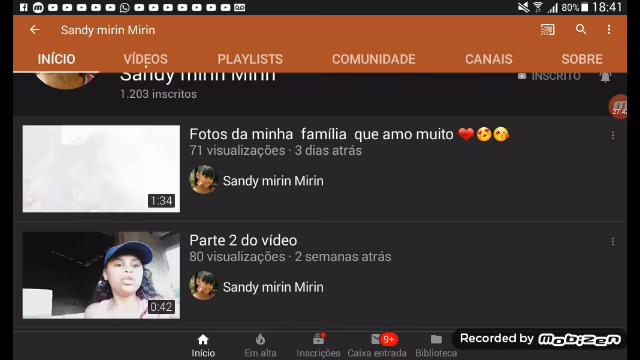 80% 18:41
Sandy mirin Mirin
INÍCIO VÍDEOS PLAYLISTS COMUNIDADE CANAIS SOBRE
Sandy mirin Mirin
1.203 inscritos
INSCRITO
27:42
Fotos da minha família que amo muito ❤️😍😘
71 visualizações · 3 dias atrás
Sandy mirin Mirin
1:34
Parte 2 do vídeo
80 visualizações · 2 semanas atrás
Sandy mirin Mirin
0:42
9+
Início Em alta Inscrições Caixa entrada Biblioteca
Recorded by Mobizen